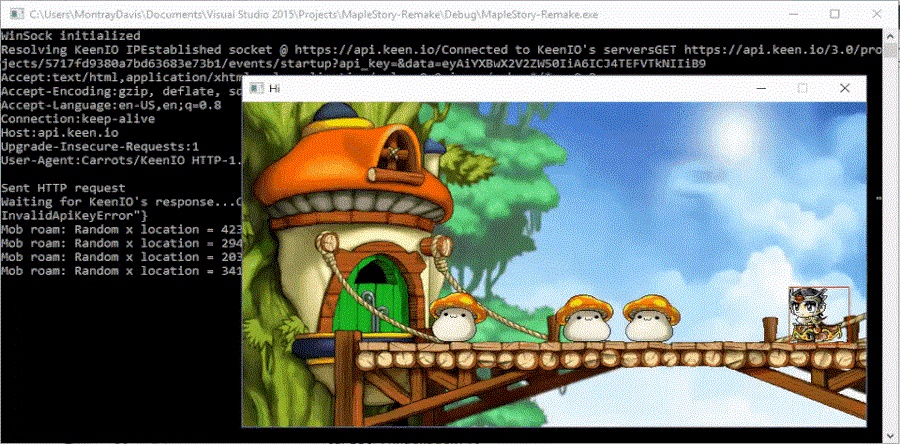 C:\Users\MontrayDavis\Documents\Visual Studio 2015\Projects\MapleStory-Remake\Debug\MapleStory-Remake.exe
WinSock initialized
Resolving KeenIO IPEstablished socket @ https://api.keen.io/Connected to KeenIO's serversGET https://api.keen.io/3.0/pro
jects/5717fd9380a7bd63683e73b1/events/startup?api_key=&data=eyAiYXBwX2V2ZW50IiA6ICJ4TEFVTkNIIiB9
Accept:text/html,application/xhtml
Accept-Encoding:gzip, deflate,
Accept-Language:en-US,en;q=0.8
Connection:keep-alive
Host:api.keen.io
Upgrade-Insecure-Requests:1
User-Agent:Carrots/KeenIO HTTP-1.
Hi
Sent HTTP request
Waiting for KeenIO's response...
InvalidApiKeyError"}
Mob roam: Random x location = 423
Mob roam: Random x location = 294
Mob roam: Random x location = 203
Mob roam: Random x location = 341